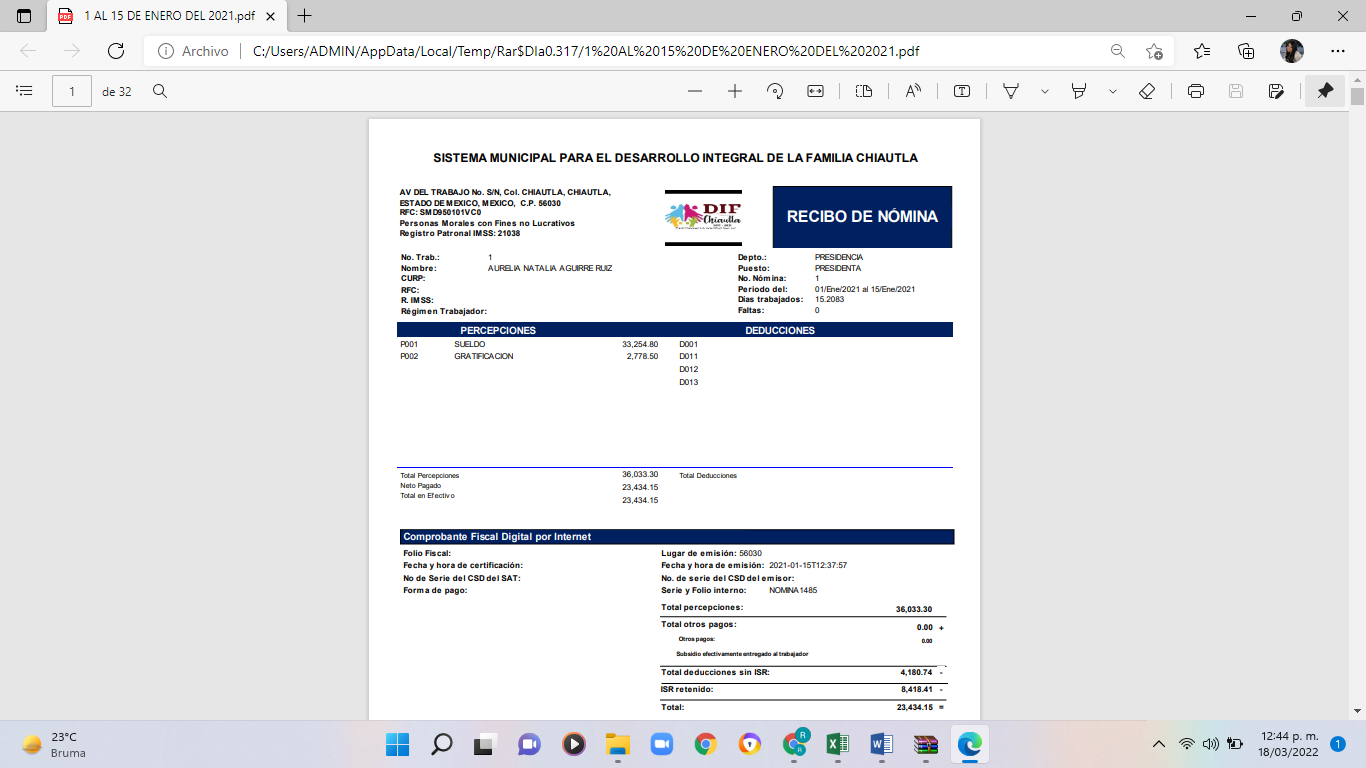 1 AL 15 DE ENERO DEL 2021.pdf
Archivo C:/Users/ADMIN/AppData/Local/Temp/Rar$DIa0.317/1%20AL%2015%20DE%20ENERO%20DEL%202021.pdf
1 de 32
SISTEMA MUNICIPAL PARA EL DESARROLLO INTEGRAL DE LA FAMILIA CHIAUTLA
AV DEL TRABAJO No. S/N, Col. CHIAUTLA, CHIAUTLA,
ESTADO DE MEXICO, MEXICO, C.P. 56030
RFC: SMD950101VC0
Personas Morales con Fines no Lucrativos
Registro Patronal IMSS: 21038
DIF
Chiautla
RECIBO DE NÓMINA
No. Trab.: 1
Nombre: AURELIA NATALIA AGUIRRE RUIZ
CURP:
RFC:
R. IMSS:
Régimen Trabajador:
Depto.: PRESIDENCIA
Puesto: PRESIDENTA
No. Nómina: 1
Periodo del: 01/Ene/2021 al 15/Ene/2021
Días trabajados: 15.2083
Faltas: 0
PERCEPCIONES DEDUCCIONES
P001 SUELDO 33,254.80 D001
P002 GRATIFICACION 2,778.50 D011
D012
D013
Total Percepciones 36,033.30 Total Deducciones
Neto Pagado 23,434.15
Total en Efectivo 23,434.15
Comprobante Fiscal Digital por Internet
Folio Fiscal: Lugar de emisión: 56030
Fecha y hora de certificación: Fecha y hora de emisión: 2021-01-15T12:37:57
No de Serie del CSD del SAT: No. de serie del CSD del emisor:
Forma de pago: Serie y Folio interno: NOMINA1485
Total percepciones: 36,033.30
Total otros pagos: 0.00 +
Otros pagos: 0.00
Subsidio efectivamente entregado al trabajador
Total deducciones sin ISR: 4,180.74 -
ISR retenido: 8,418.41 -
Total: 23,434.15 =
23°C
Bruma
12:44 p. m.
18/03/2022
1